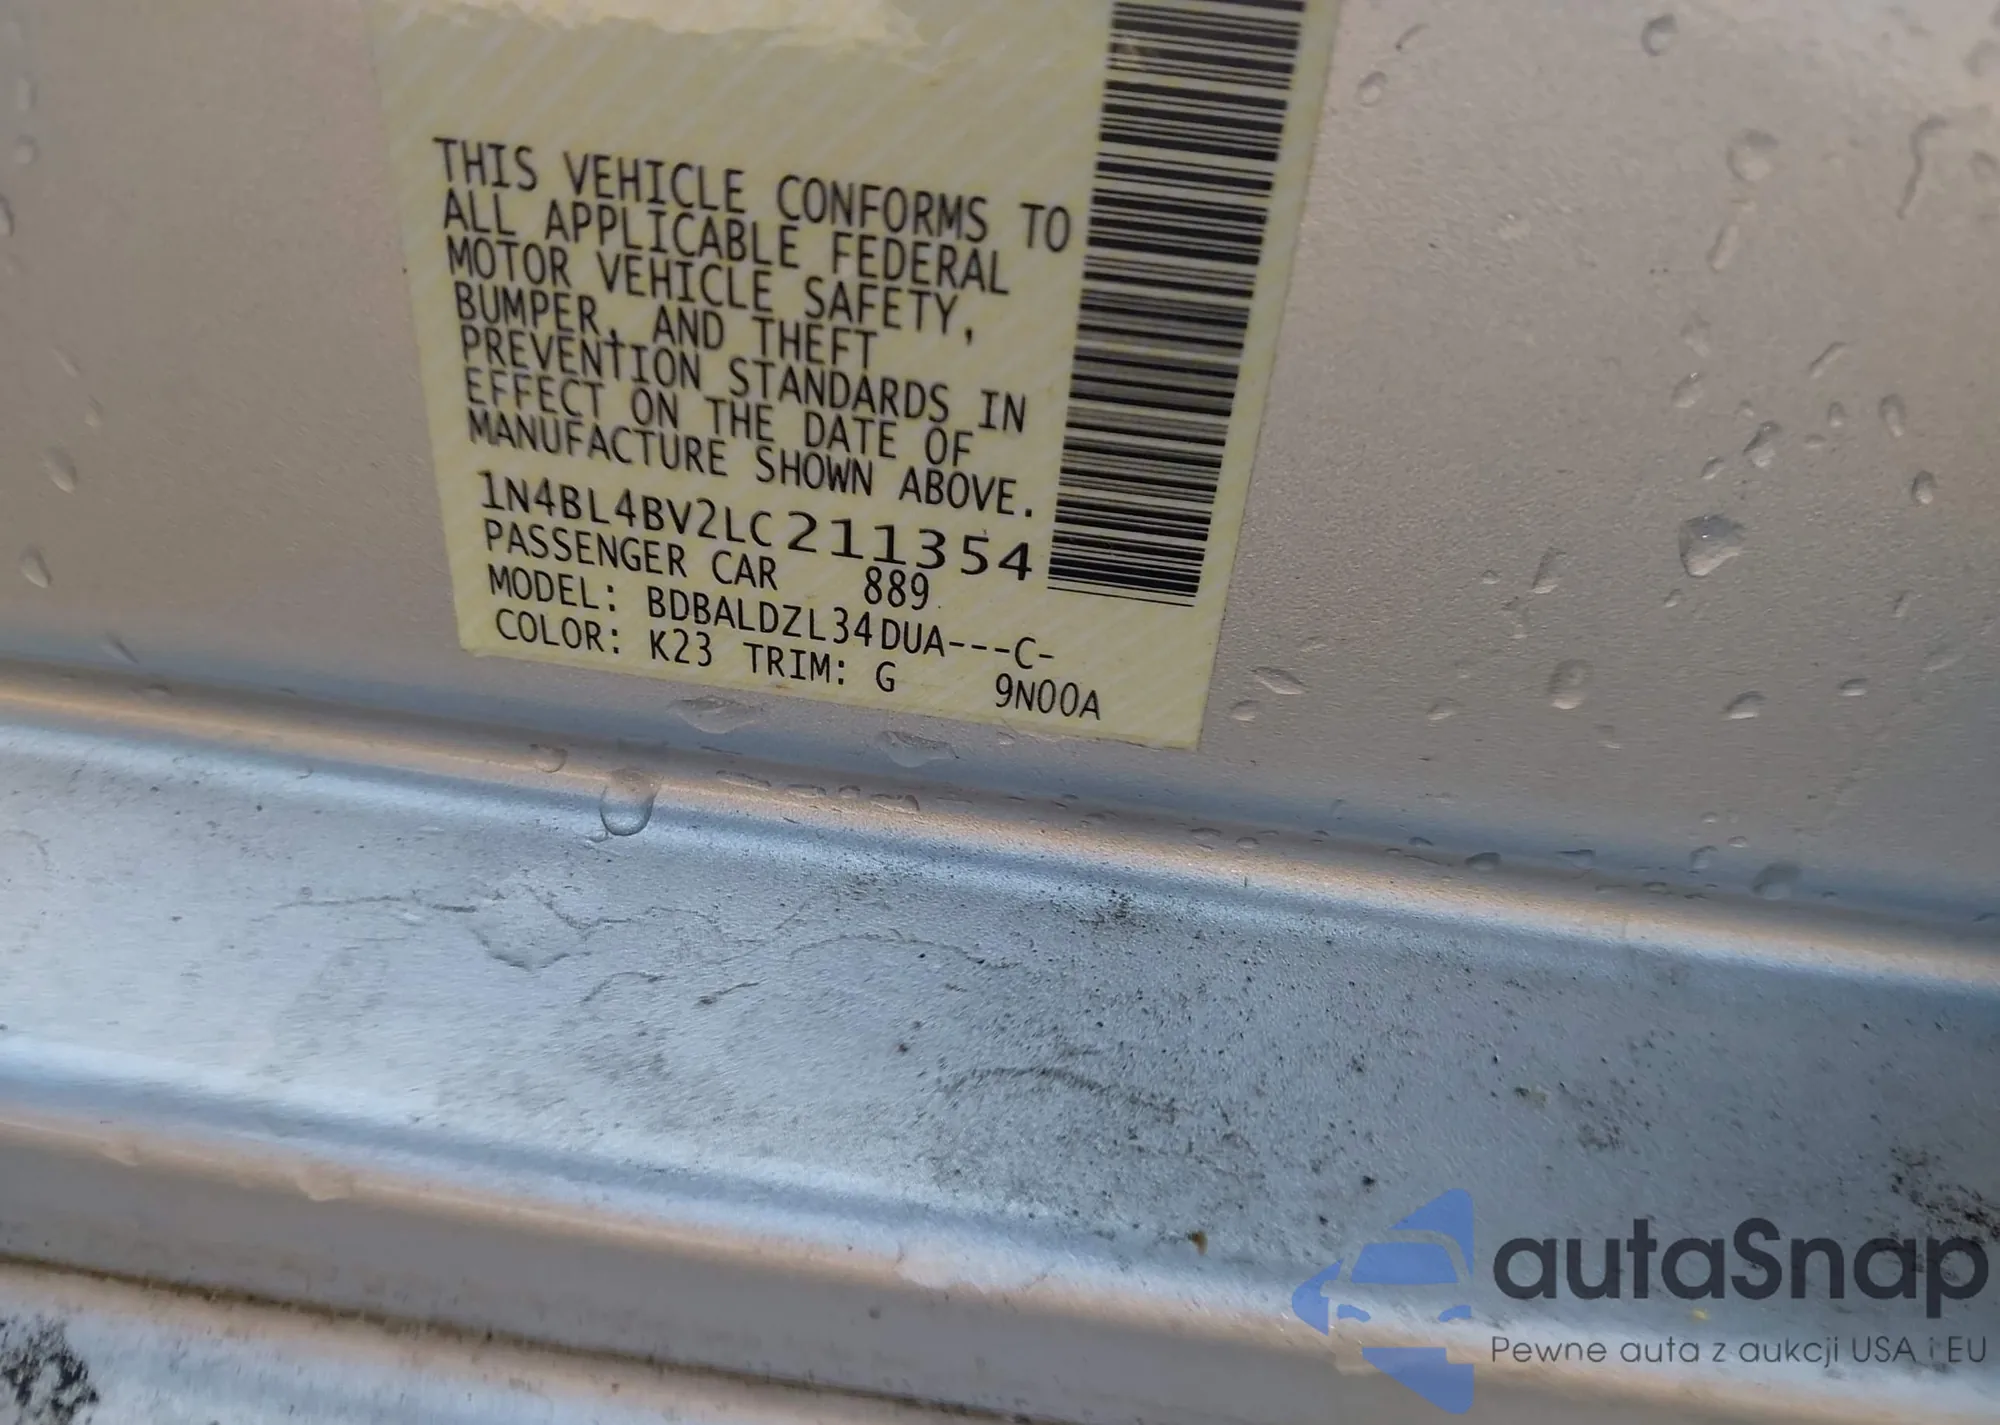 THIS VEHICLE CONFORMS TO
ALL APPLICABLE FEDERAL
MOTOR VEHICLE SAFETY,
BUMPER, AND THEFT
PREVENTION STANDARDS IN
EFFECT ON THE DATE OF
MANUFACTURE SHOWN ABOVE.
1N4BL4BV2LC211354
PASSENGER CAR 889
MODEL: BDBALDZL34DUA---C-
COLOR: K23 TRIM: G 9N00A
autaSnap
Pewne auta z aukcji USA i EU